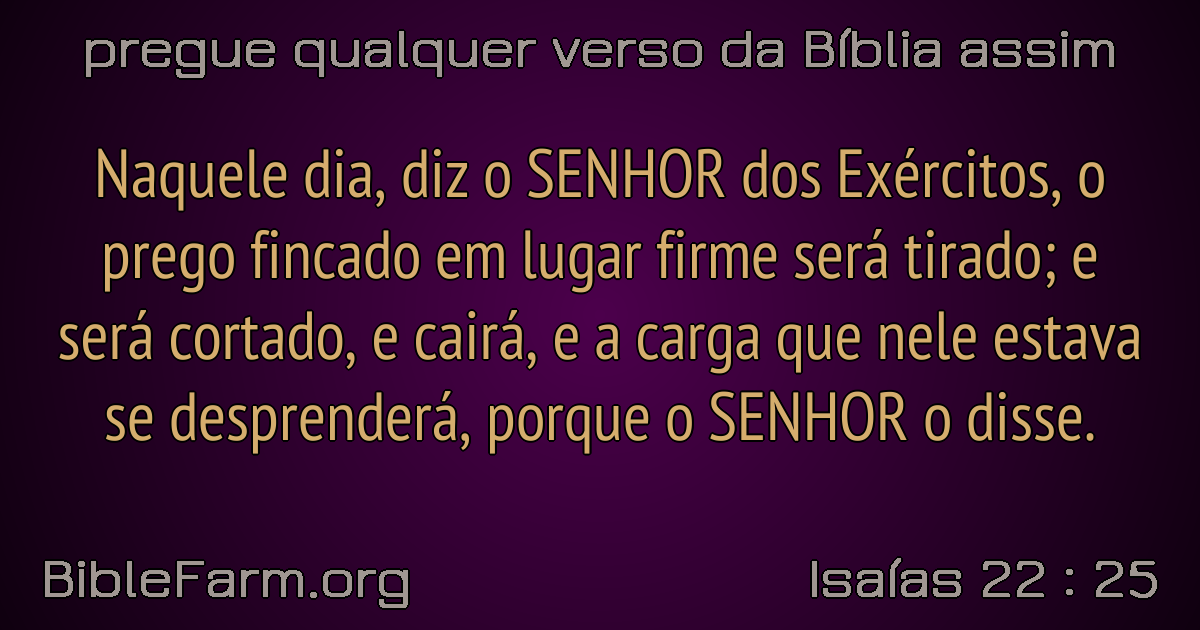 pregue qualquer verso da Bíblia assim
Naquele dia, diz o SENHOR dos Exércitos, o
prego fincado em lugar firme será tirado; e
será cortado, e cairá, e a carga que nele estava
se desprenderá, porque o SENHOR o disse.
BibleFarm.org
Isaías 22 : 25